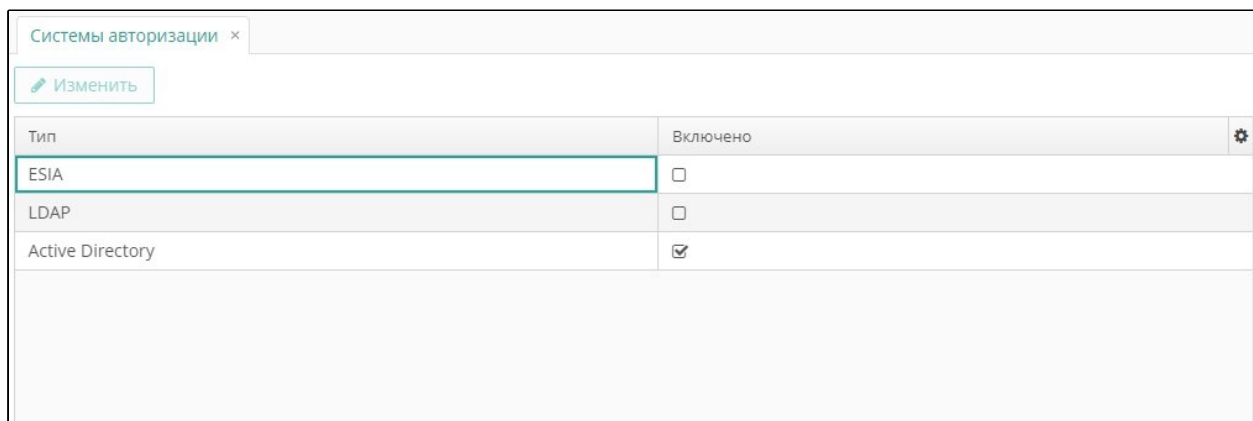 Системы авторизации ×
Изменить
Тип Включено
ESIA
LDAP
Active Directory